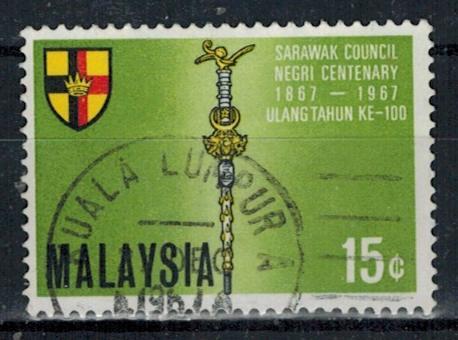 SARAWAK COUNCIL
NEGRI CENTENARY
1867 — 1967
ULANG TAHUN KE-100
KUALA LUMPUR A
MALAYSIA
15¢